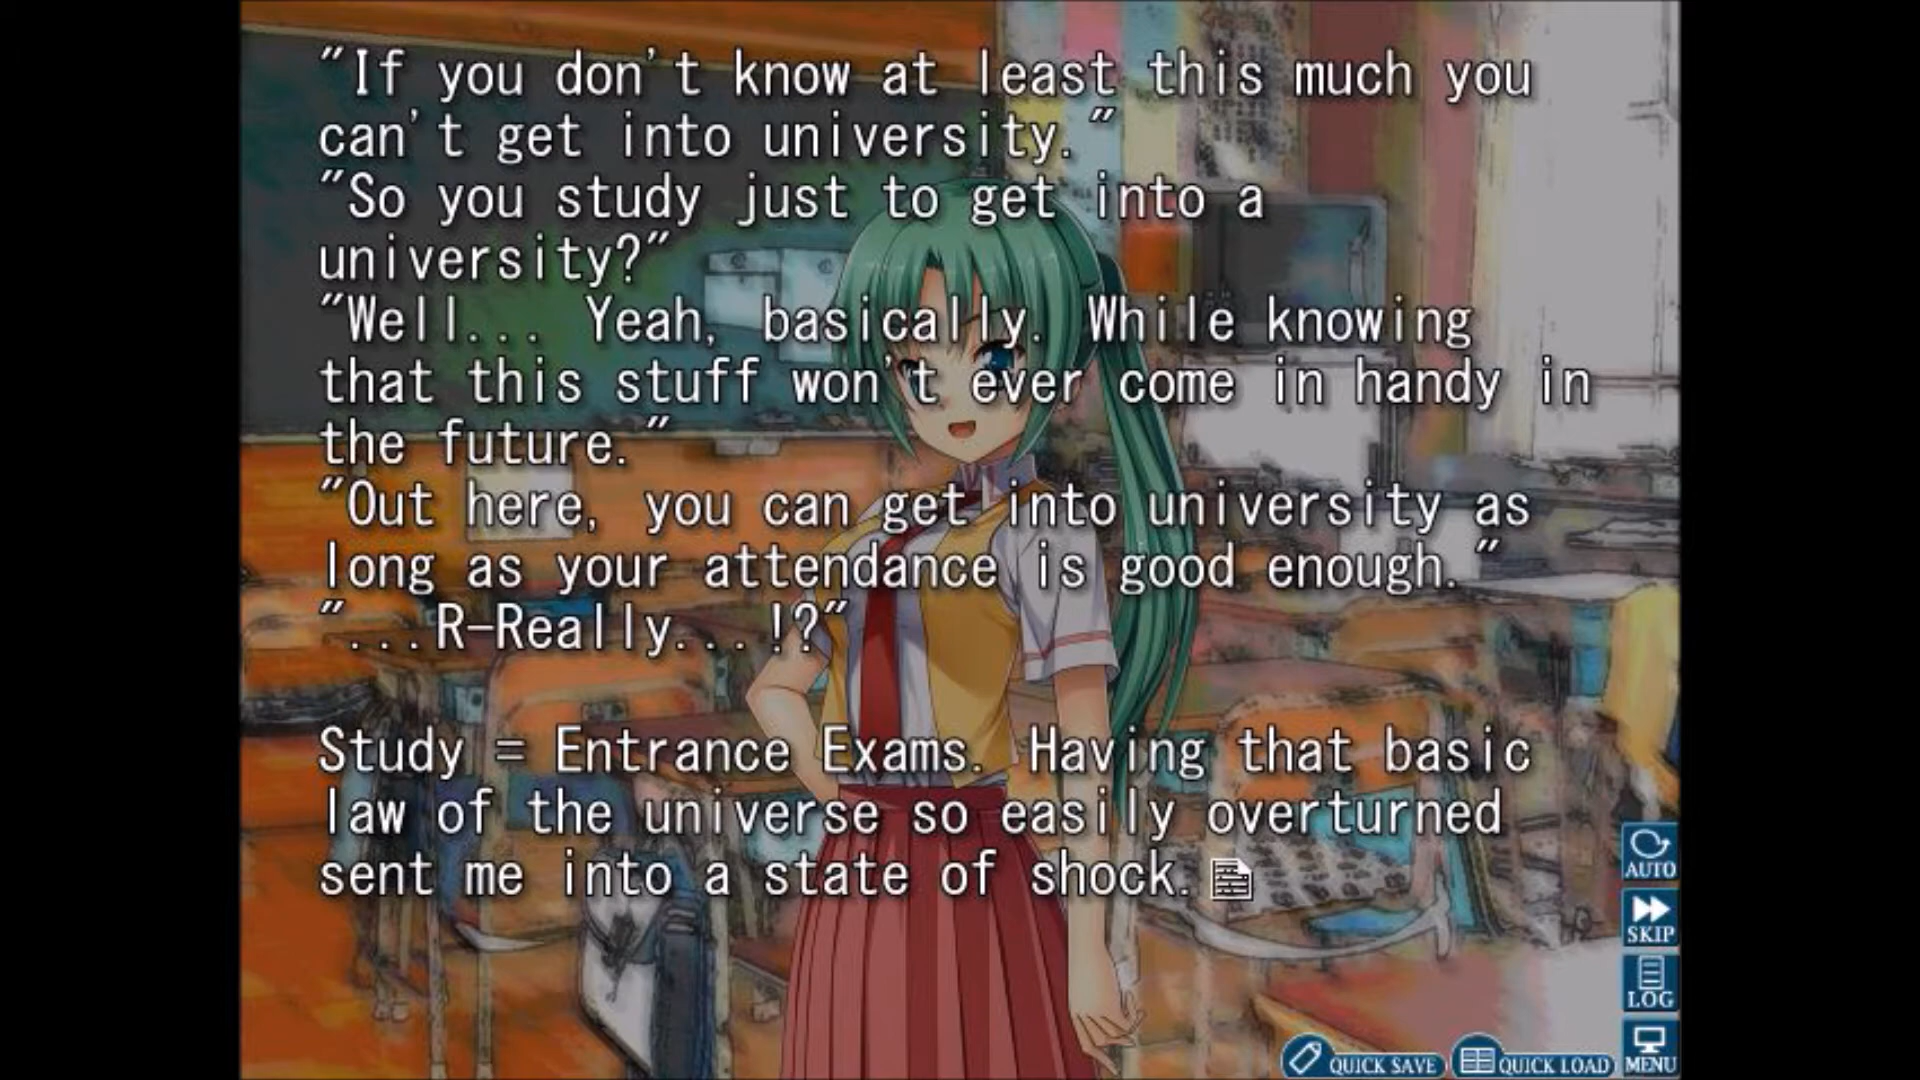 "If you don't know at least this much you
can't get into university."
"So you study just to get into a
university?"
"Well... Yeah, basically. While knowing
that this stuff won't ever come in handy in
the future."
"Out here, you can get into university as
long as your attendance is good enough."
"...R-Really...!?"
Study = Entrance Exams. Having that basic
law of the universe so easily overturned
sent me into a state of shock.
AUTO
SKIP
LOG
MENU
QUICK SAVE
QUICK LOAD